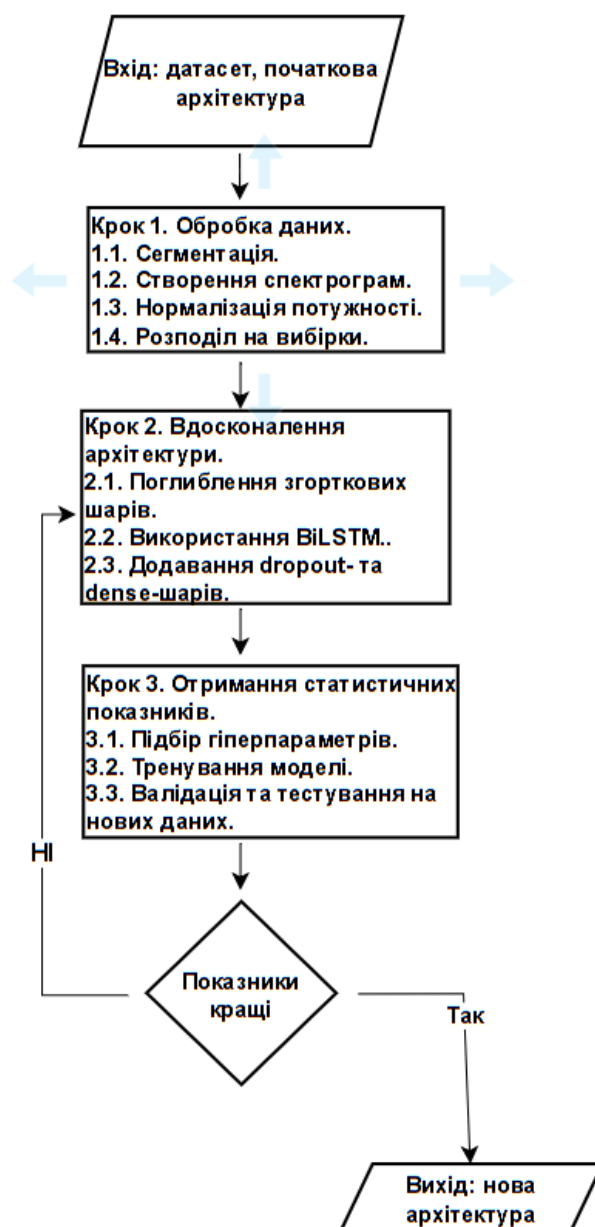 Вхід: датасет, початкова
архітектура
Крок 1. Обробка даних.
1.1. Сегментація.
1.2. Створення спектрограм.
1.3. Нормалізація потужності.
1.4. Розподіл на вибірки.
Крок 2. Вдосконалення
архітектури.
2.1. Поглиблення згорткових
шарів.
2.2. Використання BiLSTM..
2.3. Додавання dropout- та
dense-шарів.
Крок 3. Отримання статистичних
показників.
3.1. Підбір гіперпараметрів.
3.2. Тренування моделі.
3.3. Валідація та тестування на
нових даних.
НІ
Показники
кращі
Так
Вихід: нова
архітектура